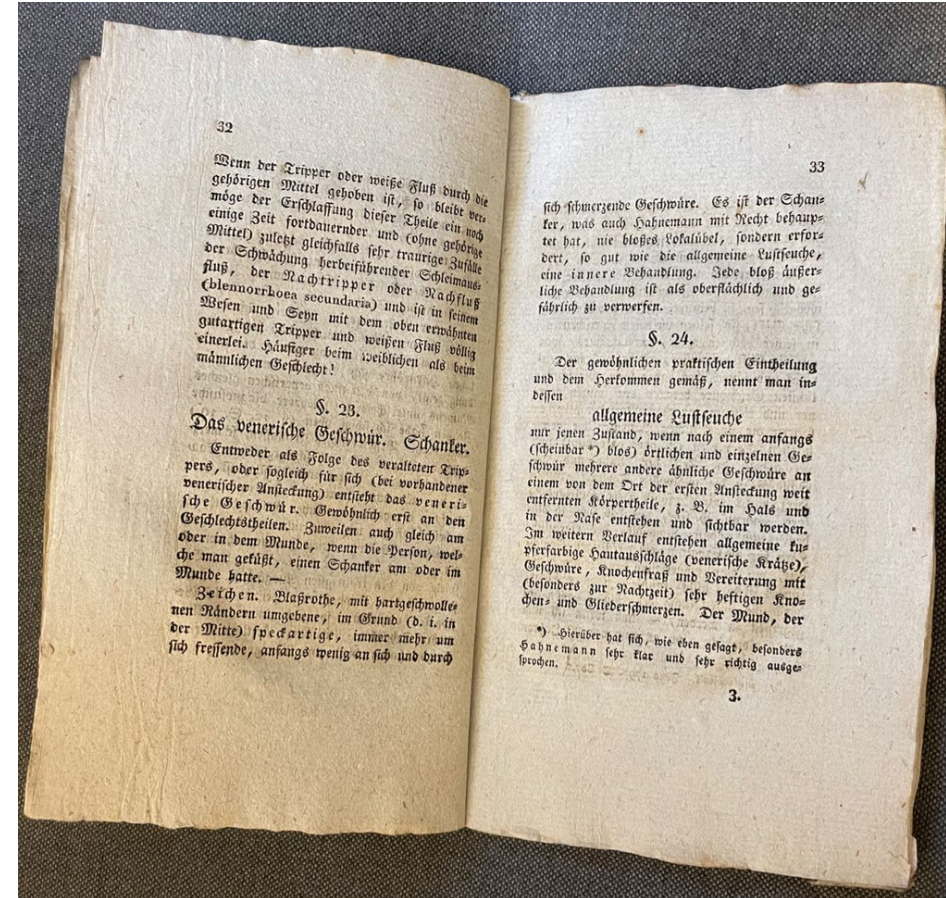 32
Wenn der Tripper oder weiße Fluß durch die
gehörigen Mittel gehoben ist, so bleibt ver=
möge der Erschlaffung dieser Theile ein noch
einige Zeit fortdauernder und (ohne gehörige
Mittel) zuletzt gleichfalls sehr traurige Zufälle
der Schwächung herbeiführender Schleimaus=
fluß, der Nachtripper oder Nachfluß
(blennorrhoea secundaria) und ist in seinem
Wesen und Seyn mit dem oben erwähnten
gutartigen Tripper und weißen Fluß völlig
einerlei. Häufiger beim weiblichen als beim
männlichen Geschlecht!
§. 23.
Das venerische Geschwür. Schanker.
Entweder als Folge des veralteten Trip=
pers, oder sogleich für sich (bei vorhandener
venerischer Ansteckung) entsteht das veneri=
sche Geschwür. Gewöhnlich erst an den
Geschlechtstheilen. Zuweilen auch gleich am
oder in dem Munde, wenn die Person, wel=
che man geküßt, einen Schanker am oder im
Munde hatte. —
Zeichen. Blaßrothe, mit hartgeschwolle=
nen Rändern umgebene, im Grund (d. i. in
der Mitte) speckartige, immer mehr um
sich fressende, anfangs wenig an sich und durch
33
sich schmerzende Geschwüre. Es ist der Schan=
ker, was auch Hahnemann mit Recht behaup=
tet hat, nie bloßes Lokalübel, sondern erfor=
dert, so gut wie die allgemeine Lustseuche,
eine innere Behandlung. Jede bloß äußer=
liche Behandlung ist als oberflächlich und ge=
fährlich zu verwerfen.
§. 24.
Der gewöhnlichen praktischen Eintheilung
und dem Herkommen gemäß, nennt man in=
dessen
allgemeine Lustseuche
nur jenen Zustand, wenn nach einem anfangs
(scheinbar *) blos) örtlichen und einzelnen Ge=
schwür mehrere andere ähnliche Geschwüre an
einem von dem Ort der ersten Ansteckung weit
entfernten Körpertheile, z. B. im Hals und
in der Nase entstehen und sichtbar werden.
Im weitern Verlauf entstehen allgemeine ku=
pferfarbige Hautausschläge (venerische Krätze),
Geschwüre, Knochenfraß und Vereiterung mit
(besonders zur Nachtzeit) sehr heftigen Kno=
chen= und Gliederschmerzen. Der Mund, der
*) Hierüber hat sich, wie eben gesagt, besonders
Hahnemann sehr klar und sehr richtig ausge=
sprochen.
3.